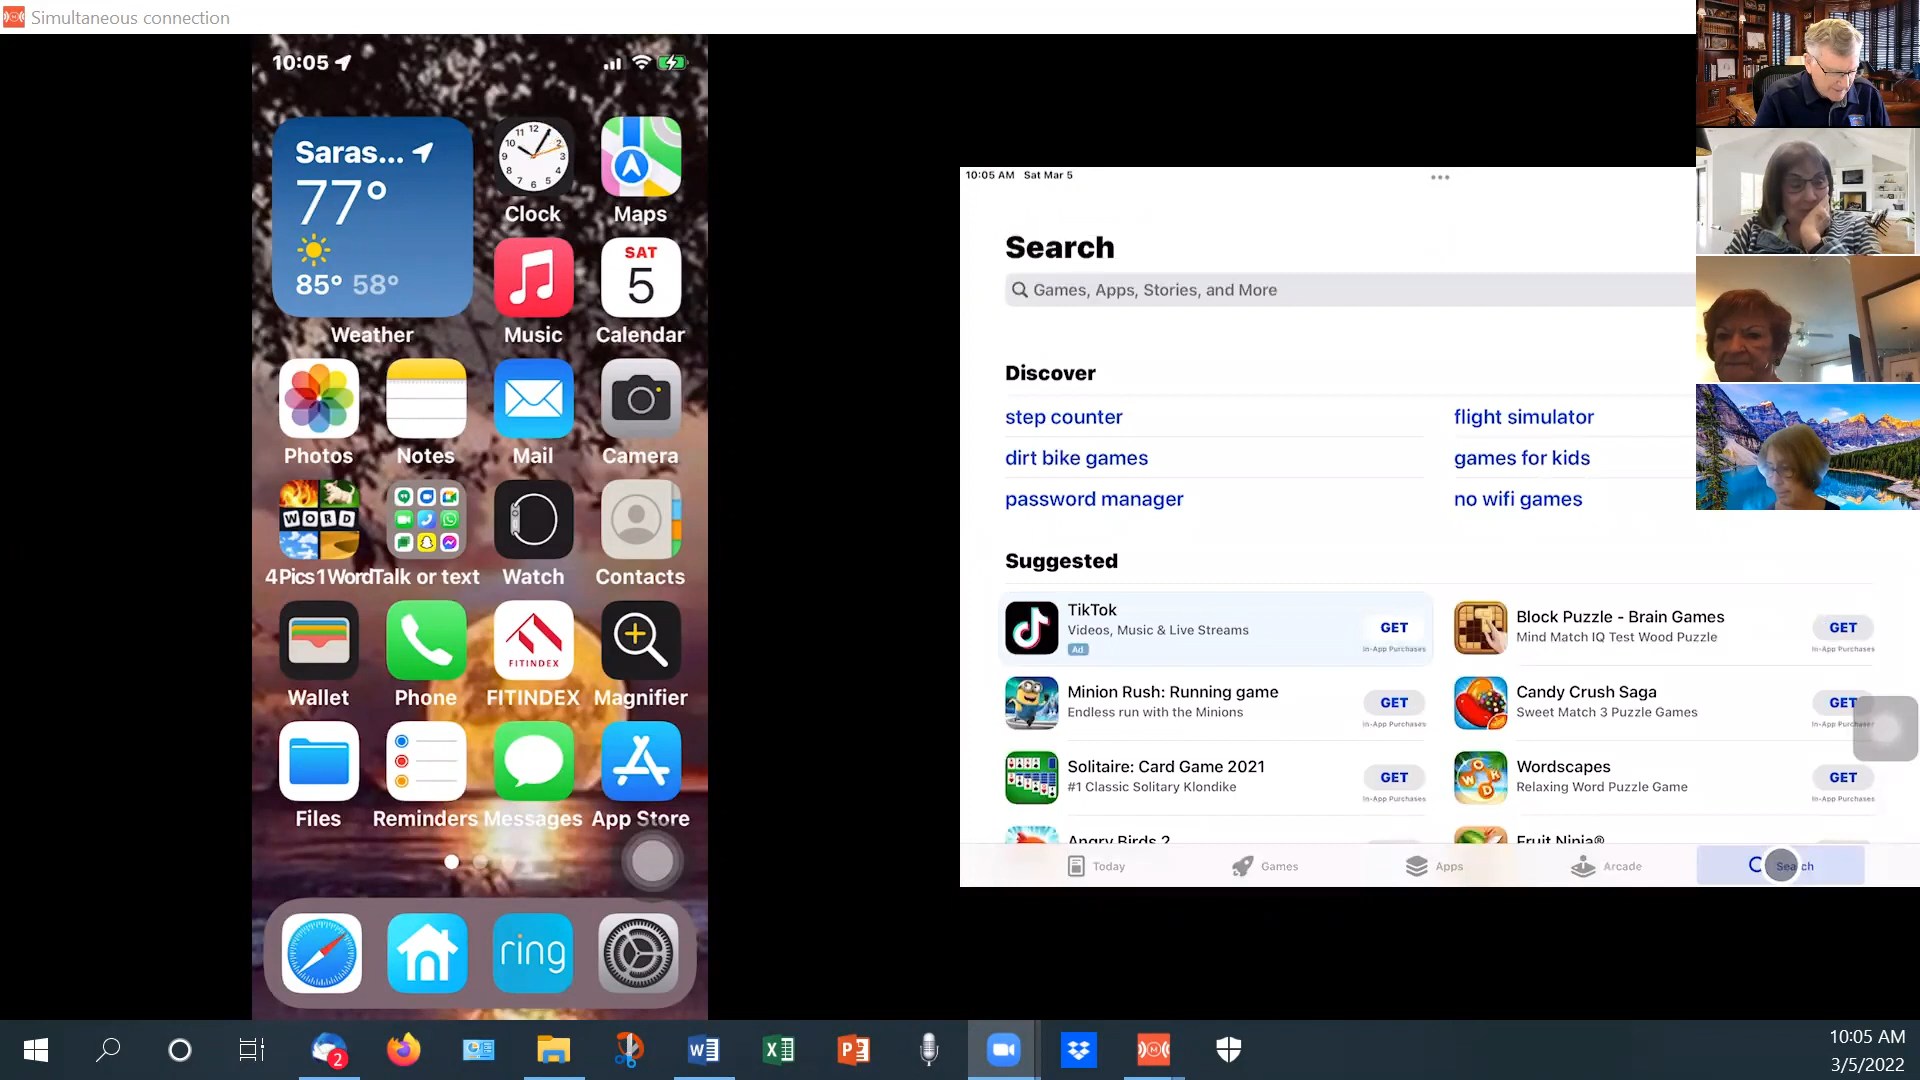 Simultaneous connection
10:05
Saras...
77°
85° 58°
Weather
Clock
Maps
Music
SAT
5
Calendar
Photos
Notes
Mail
Camera
WORD
4Pics1Word
Talk or text
Watch
Contacts
Wallet
Phone
FITINDEX
FITINDEX
Magnifier
Files
Reminders
Messages
App Store
ring
10:05 AM Sat Mar 5
Search
Games, Apps, Stories, and More
Discover
step counter
flight simulator
dirt bike games
games for kids
password manager
no wifi games
Suggested
TikTok
Videos, Music & Live Streams
Ad
GET
In-App Purchases
Block Puzzle - Brain Games
Mind Match IQ Test Wood Puzzle
GET
In-App Purchases
Minion Rush: Running game
Endless run with the Minions
GET
In-App Purchases
Candy Crush Saga
Sweet Match 3 Puzzle Games
GET
In-App Purchases
Solitaire: Card Game 2021
#1 Classic Solitary Klondike
GET
In-App Purchases
Wordscapes
Relaxing Word Puzzle Game
GET
In-App Purchases
Angry Birds 2
Fruit Ninja®
Today
Games
Apps
Arcade
Search
2
10:05 AM
3/5/2022